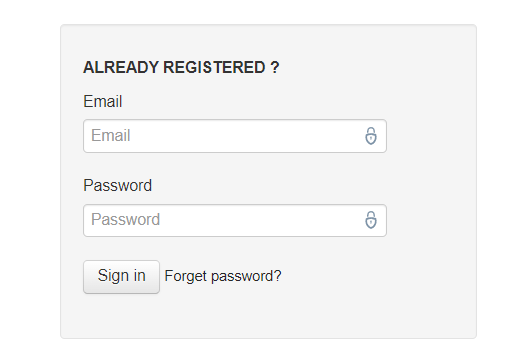 ALREADY REGISTERED ?
Email
Email
Password
Password
Sign in Forget password?